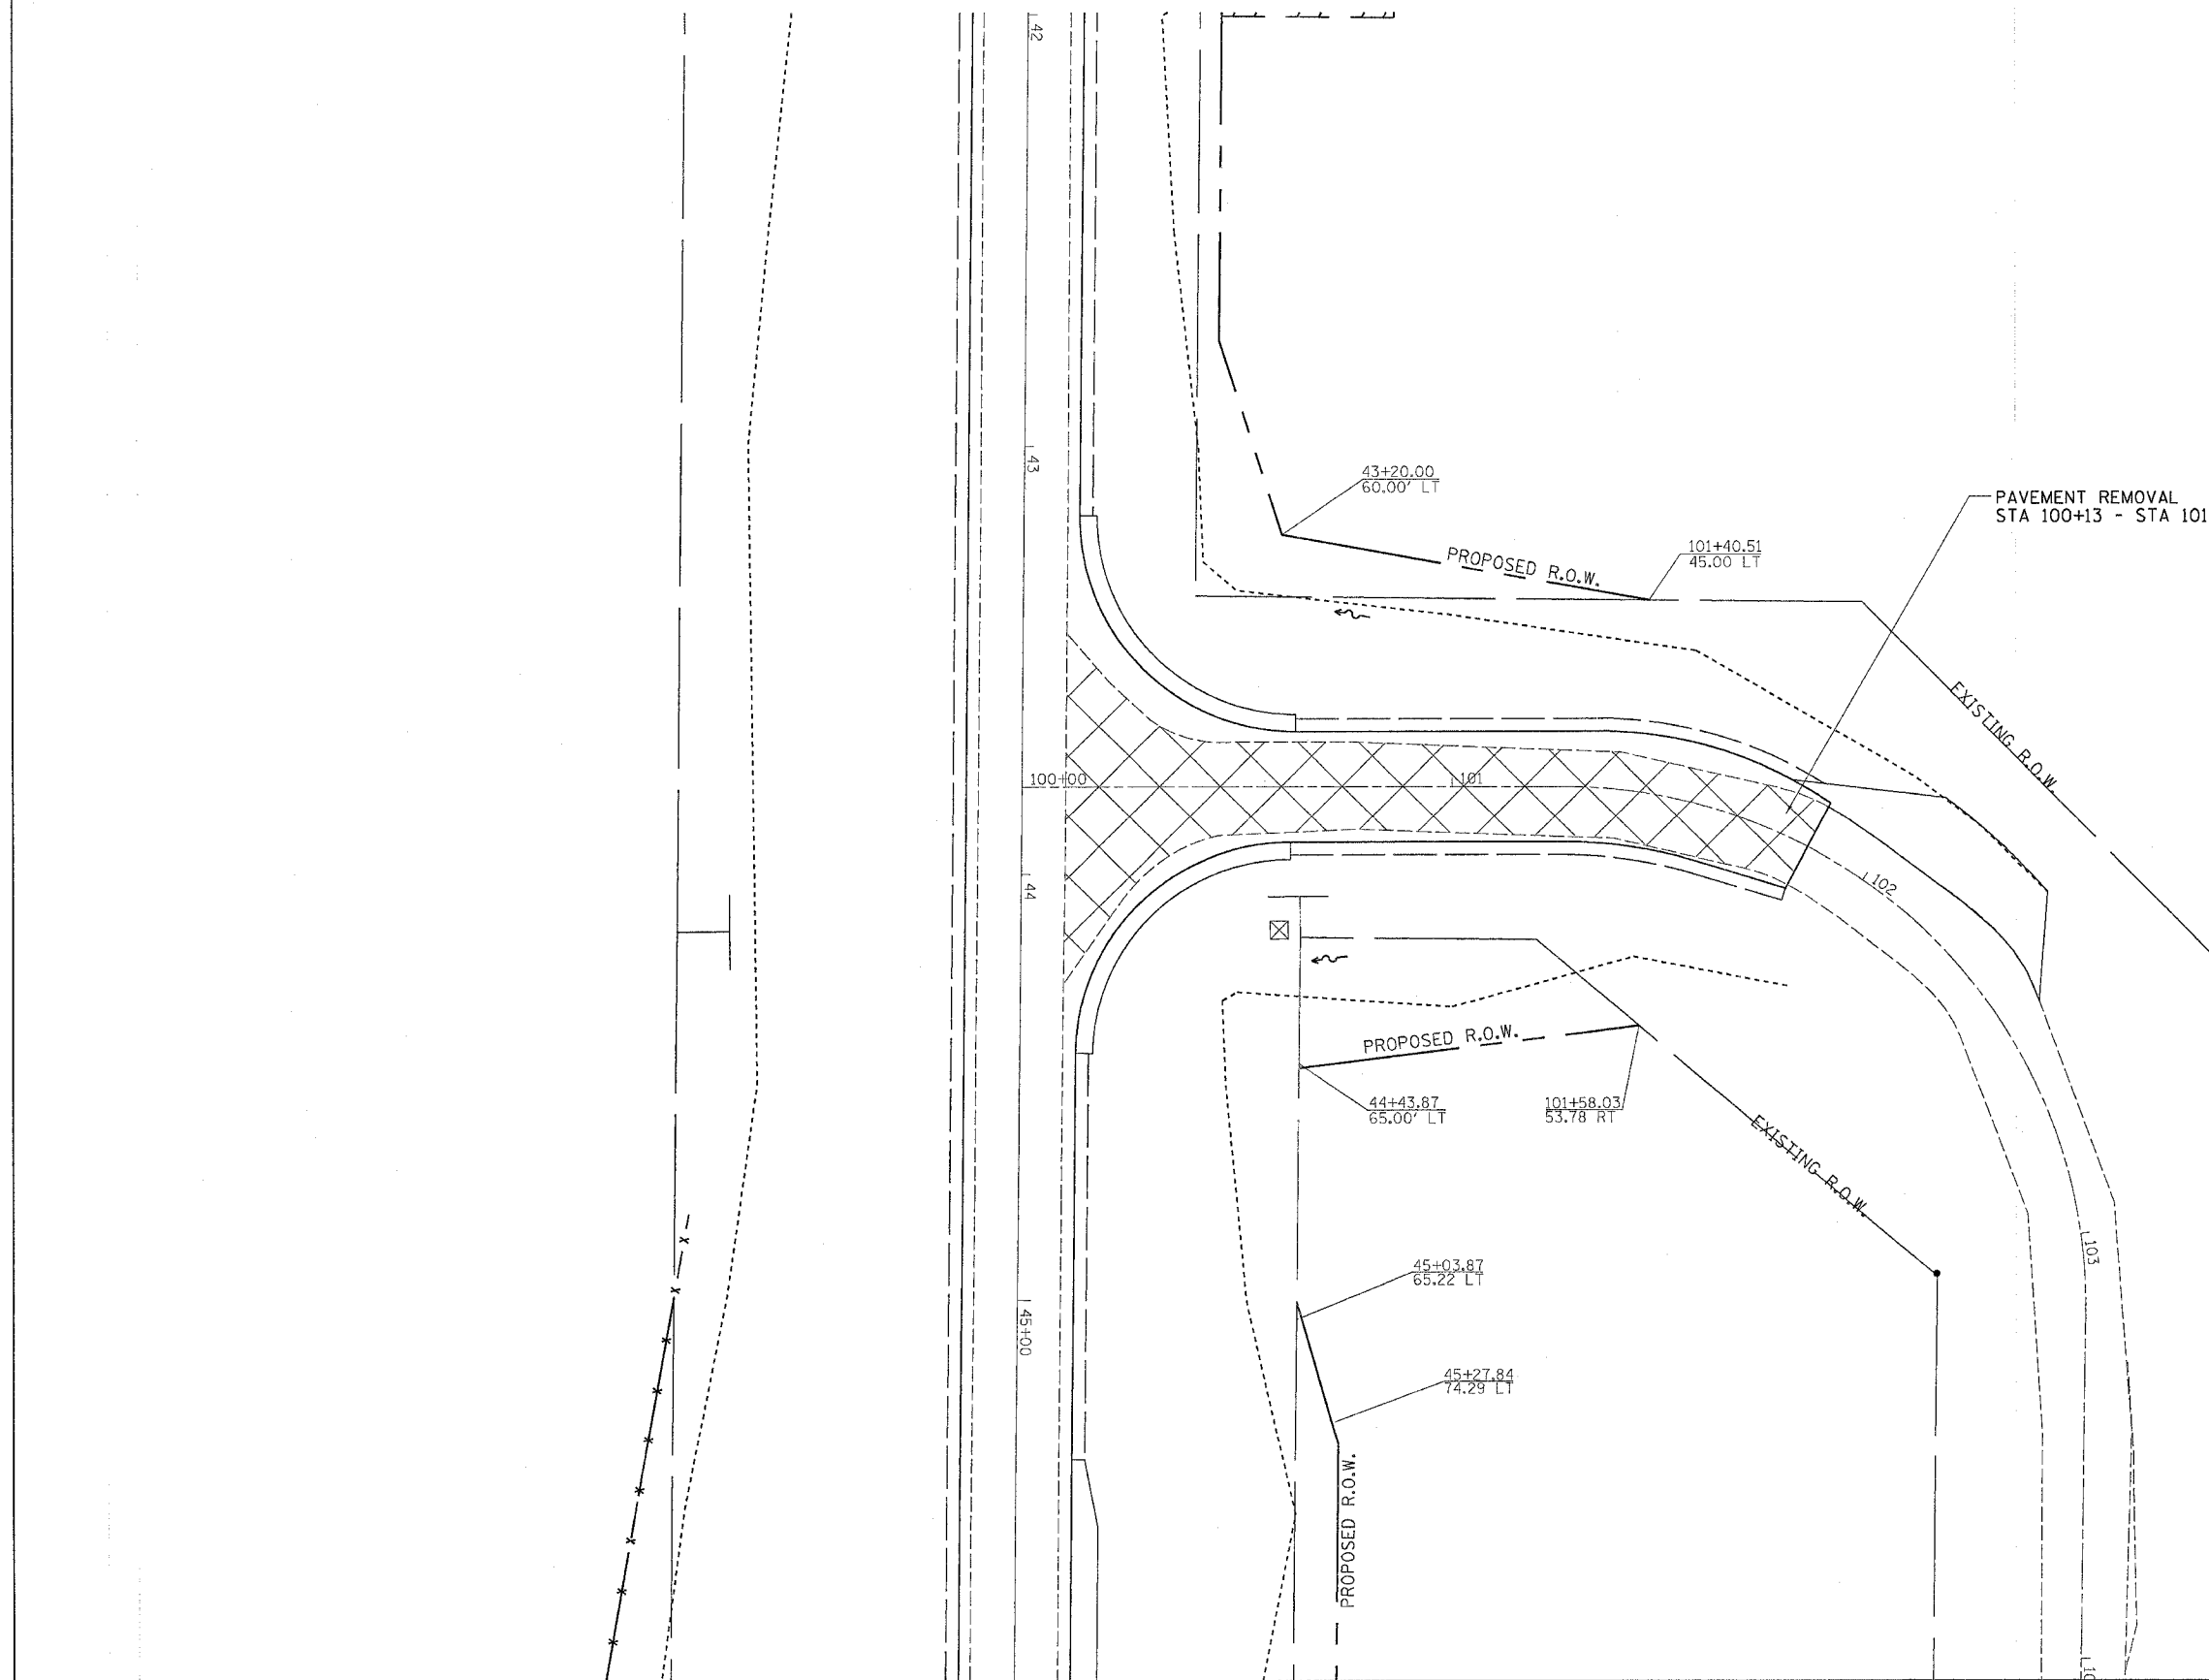 42
43
43+20.00
60.00' LT
PAVEMENT REMOVAL
STA 100+13 - STA 101
101+40.51
45.00 LT
PROPOSED R.O.W.
EXISTING R.O.W.
100+00
101
102
44
PROPOSED R.O.W.
44+43.87
65.00' LT
101+58.03
53.78 RT
EXISTING R.O.W.
103
45+03.87
65.22 LT
45+00
45+27.84
74.29 LT
PROPOSED R.O.W.